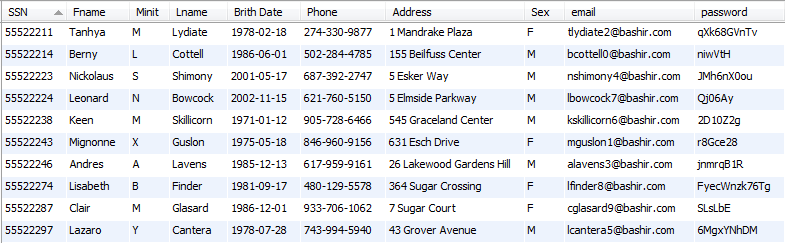 SSN Fname Minit Lname Brith Date Phone Address Sex email password
55522211 Tanhya M Lydiate 1978-02-18 274-330-9877 1 Mandrake Plaza F tlydiate2@bashir.com qXk68GVnTv
55522214 Berny L Cottell 1986-06-01 502-284-4785 155 Beilfuss Center M bcottell0@bashir.com niwVtH
55522223 Nickolaus S Shimony 2001-05-17 687-392-2747 5 Esker Way M nshimony4@bashir.com JMh6nX0ou
55522224 Leonard N Bowcock 2002-11-15 621-760-5150 5 Elmside Parkway M lbowcock7@bashir.com Qj06Ay
55522238 Keen M Skillicorn 1971-01-12 905-728-6466 545 Graceland Center M kskillicorn6@bashir.com 2D10Z2g
55522243 Mignonne X Guslon 1975-05-18 846-960-9156 631 Esch Drive F mguslon1@bashir.com r8Gce28
55522246 Andres A Lavens 1985-12-13 617-959-9161 26 Lakewood Gardens Hill M alavens3@bashir.com jnmrqB1R
55522274 Lisabeth B Finder 1981-09-17 480-129-5578 364 Sugar Crossing F lfinder8@bashir.com FyecWnzk76Tg
55522287 Clair M Glasard 1986-12-01 933-706-1062 7 Sugar Court F cglasard9@bashir.com SLsLbE
55522297 Lazaro Y Cantera 1978-07-28 743-994-5940 43 Grover Avenue M lcantera5@bashir.com 6MgxYNhDM